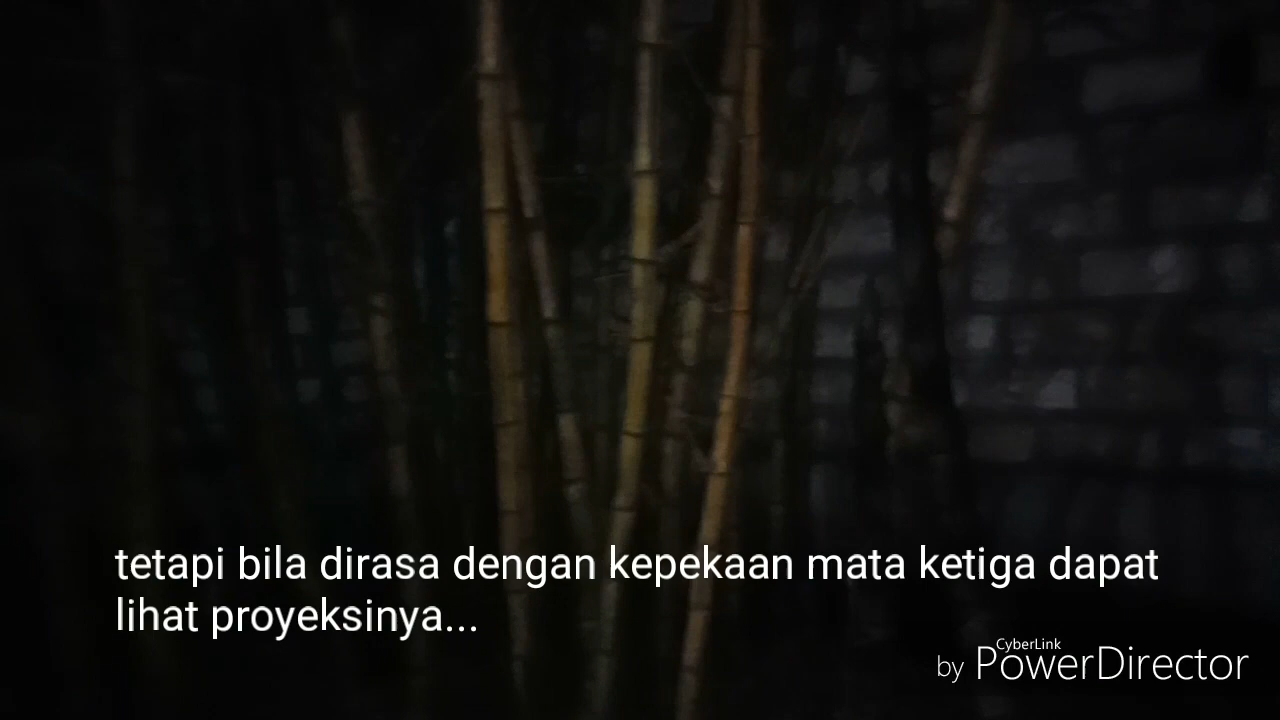 tetapi bila dirasa dengan kepekaan mata ketiga dapat
lihat proyeksinya...
CyberLink
by PowerDirector